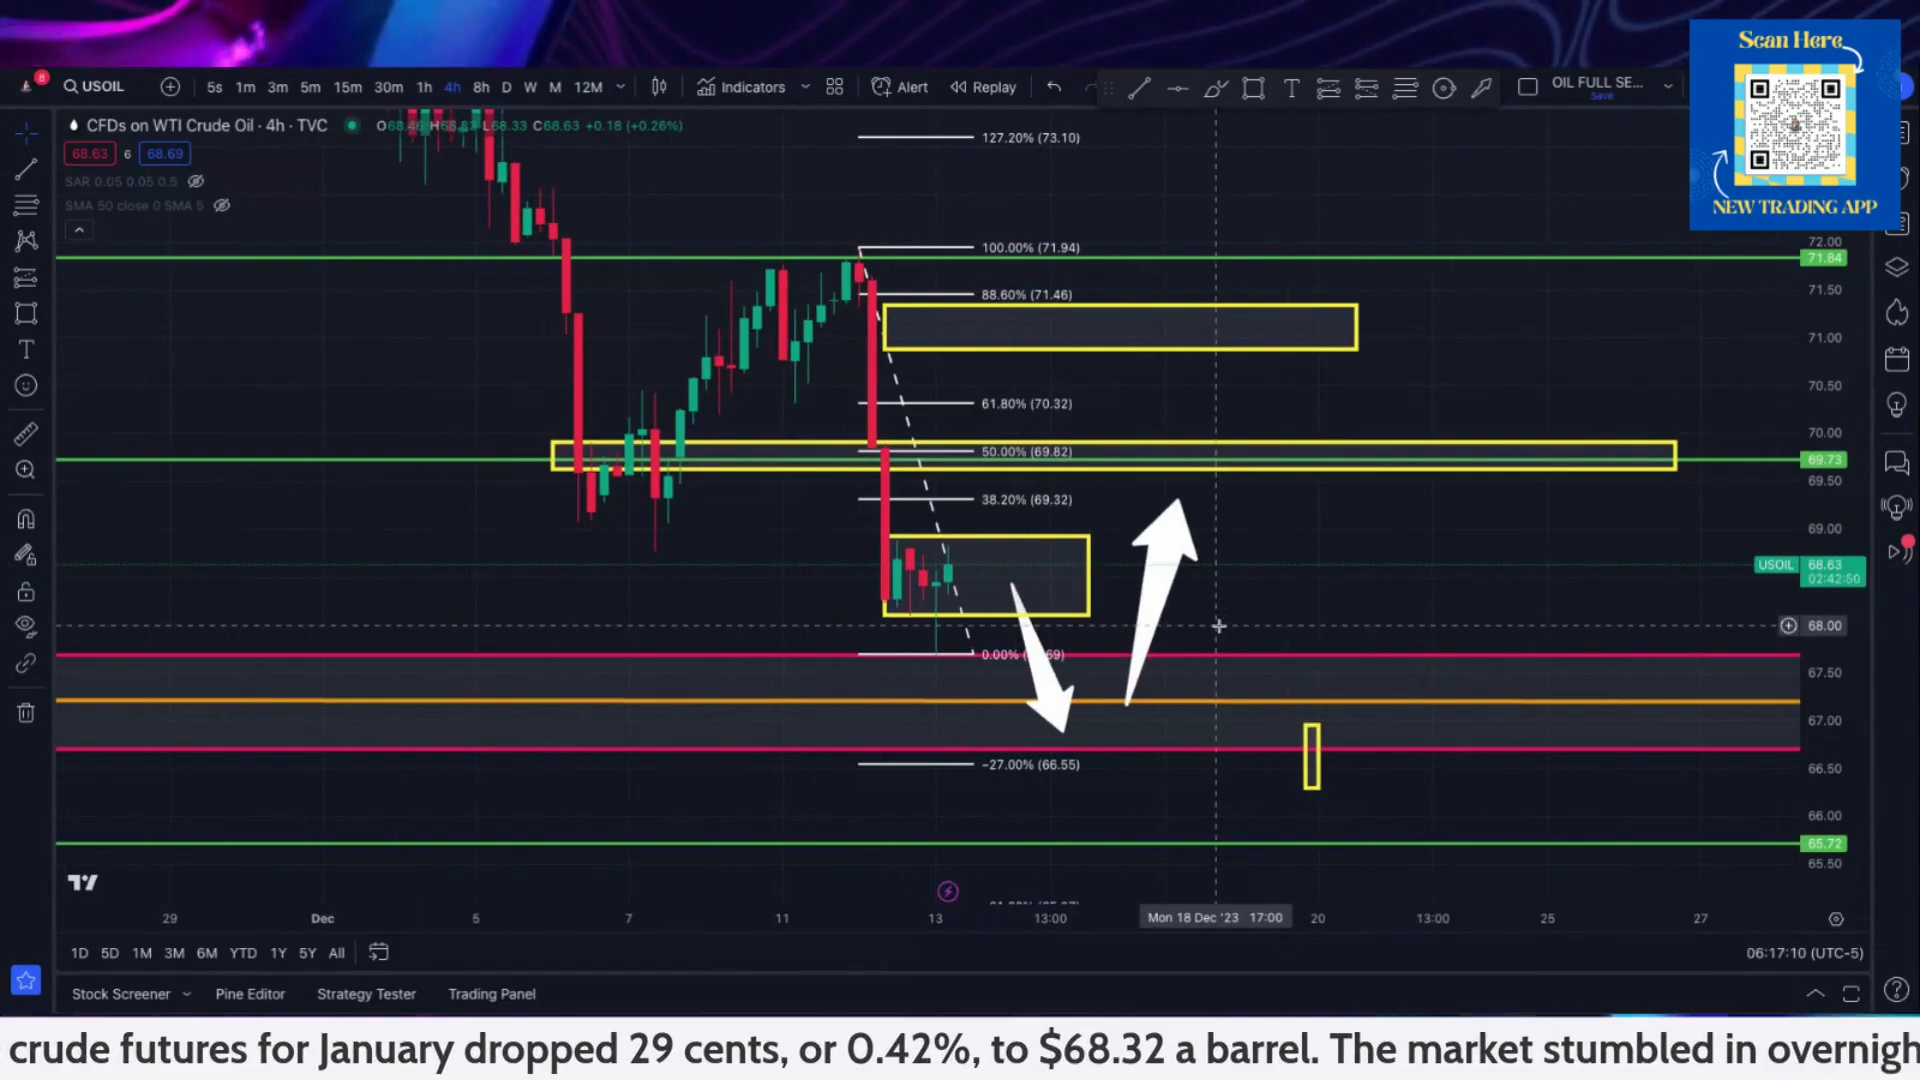 Scan Here
NEW TRADING APP
8
USOIL
5s 1m 3m 5m 15m 30m 1h 4h 8h D W M 12M
Indicators
Alert
Replay
OIL FULL SE...
Save
CFDs on WTI Crude Oil · 4h · TVC
O68.46 H68.83 L68.33 C68.63 +0.18 (+0.26%)
68.63 6 68.69
SAR 0.05 0.05 0.5
SMA 50 close 0 SMA 5
127.20% (73.10)
100.00% (71.94)
88.60% (71.46)
61.80% (70.32)
50.00% (69.82)
38.20% (69.32)
0.00%
−27.00% (66.55)
72.00
71.84
71.50
71.00
70.50
70.00
69.73
69.50
69.00
USOIL 68.63
02:42:50
68.00
67.50
67.00
66.50
66.00
65.72
65.50
29 Dec 5 7 11 13 13:00 Mon 18 Dec '23 17:00 20 13:00 25 27
1D 5D 1M 3M 6M YTD 1Y 5Y All
06:17:10 (UTC-5)
Stock Screener Pine Editor Strategy Tester Trading Panel
crude futures for January dropped 29 cents, or 0.42%, to $68.32 a barrel. The market stumbled in overnigh